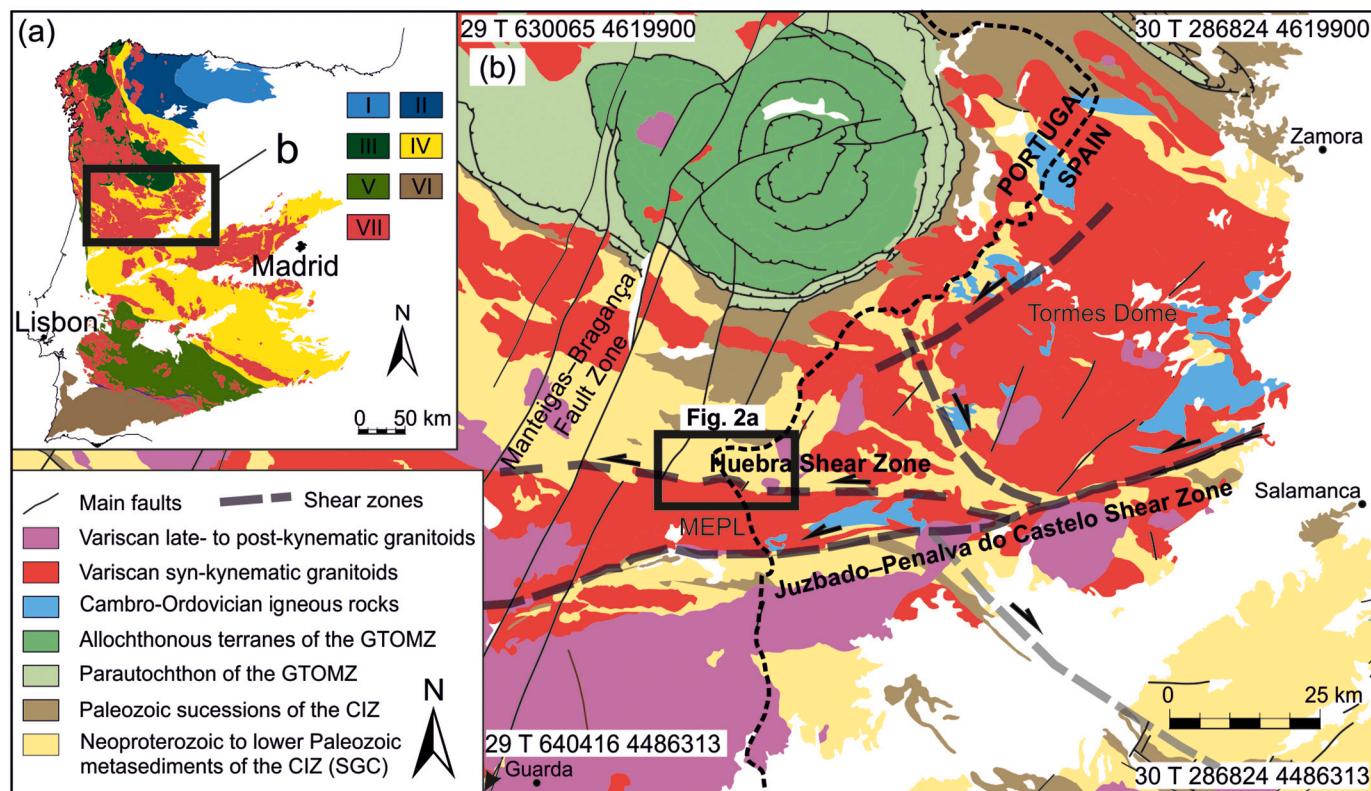 (a)
b
I
II
III
IV
V
VI
VII
Madrid
Lisbon
N
0 50 km
29 T 630065 4619900
30 T 286824 4619900
(b)
PORTUGAL
SPAIN
Zamora
Manteigas–Bragança
Fault Zone
Tormes Dome
Fig. 2a
Huebra Shear Zone
MEPL
Juzbado–Penalva do Castelo Shear Zone
Salamanca
0 25 km
29 T 640416 4486313
Guarda
30 T 286824 4486313
Main faults
Shear zones
Variscan late- to post-kynematic granitoids
Variscan syn-kynematic granitoids
Cambro-Ordovician igneous rocks
Allochthonous terranes of the GTOMZ
Parautochthon of the GTOMZ
Paleozoic sucessions of the CIZ
Neoproterozoic to lower Paleozoic
metasediments of the CIZ (SGC)
N